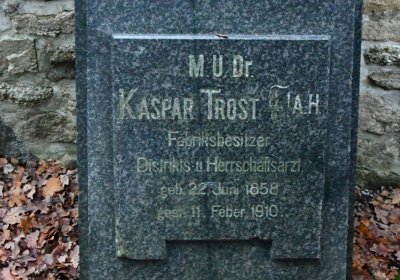 M U Dr.
KASPAR TROST A.H.
Fabriksbesitzer
Distrikts u. Herrschaftsarzt
geb. 22. Juni 1858
gest. 11. Feber 1910.